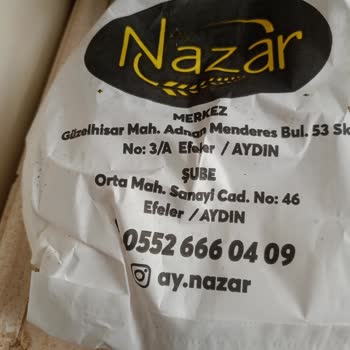 Nazar
MERKEZ
Güzelhisar Mah. Adnan Menderes Bul. 53 Sk
No: 3/A Efeler / AYDIN
ŞUBE
Orta Mah. Sanayi Cad. No: 46
Efeler / AYDIN
0552 666 04 09
ay.nazar